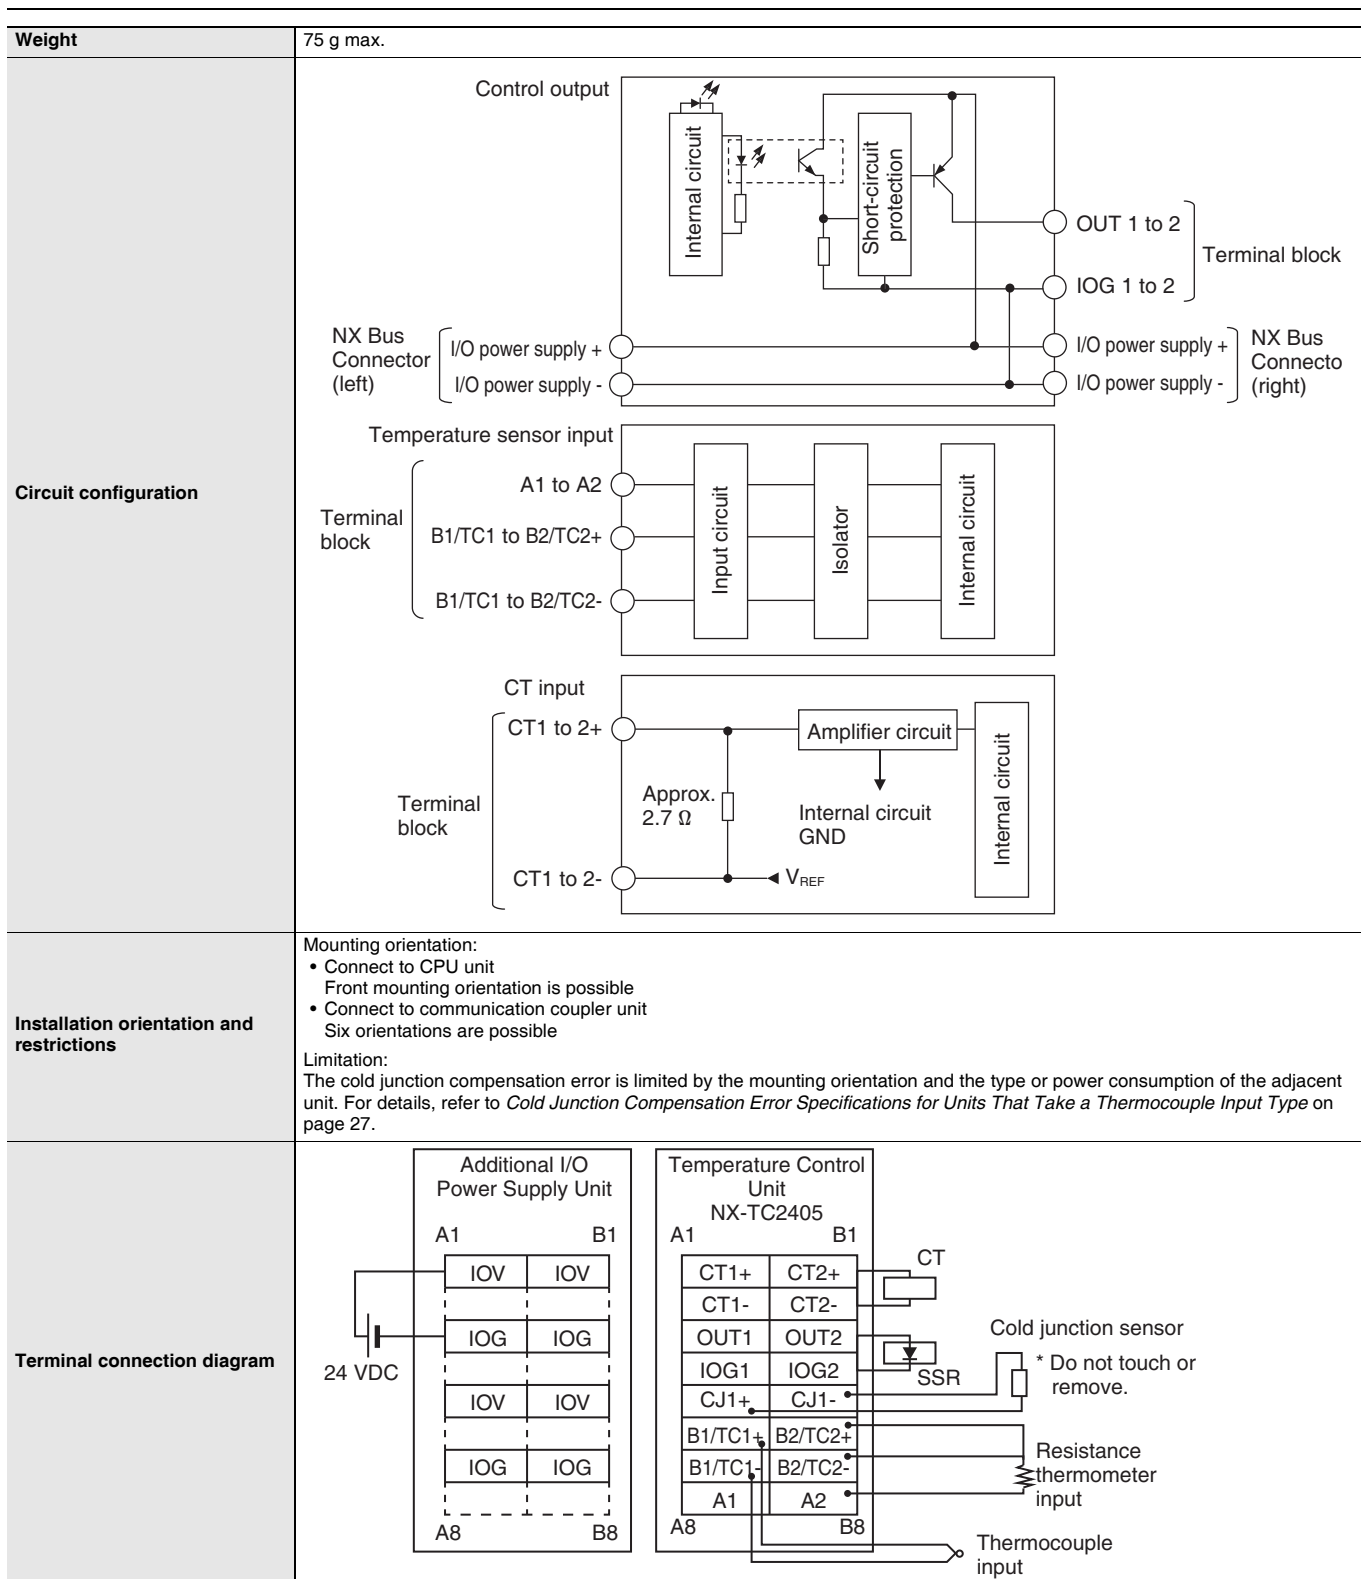 Weight
75 g max.
Circuit configuration
Control output
Internal circuit
Short-circuit
protection
OUT 1 to 2
IOG 1 to 2
Terminal block
NX Bus
Connector
(left)
I/O power supply +
I/O power supply -
I/O power supply +
I/O power supply -
NX Bus
Connecto
(right)
Temperature sensor input
Terminal
block
A1 to A2
B1/TC1 to B2/TC2+
B1/TC1 to B2/TC2-
Input circuit
Isolator
Internal circuit
CT input
Terminal
block
CT1 to 2+
CT1 to 2-
Approx.
2.7 Ω
Amplifier circuit
Internal circuit
GND
VREF
Internal circuit
Installation orientation and
restrictions
Mounting orientation:
• Connect to CPU unit
Front mounting orientation is possible
• Connect to communication coupler unit
Six orientations are possible
Limitation:
The cold junction compensation error is limited by the mounting orientation and the type or power consumption of the adjacent
unit. For details, refer to Cold Junction Compensation Error Specifications for Units That Take a Thermocouple Input Type on
page 27.
Terminal connection diagram
Additional I/O
Power Supply Unit
A1 B1
IOV IOV
IOG IOG
IOV IOV
IOG IOG
A8 B8
24 VDC
Temperature Control
Unit
NX-TC2405
A1 B1
CT1+ CT2+
CT1- CT2-
OUT1 OUT2
IOG1 IOG2
CJ1+ CJ1-
B1/TC1+ B2/TC2+
B1/TC1- B2/TC2-
A1 A2
A8 B8
CT
SSR
Cold junction sensor
* Do not touch or
remove.
Resistance
thermometer
input
Thermocouple
input